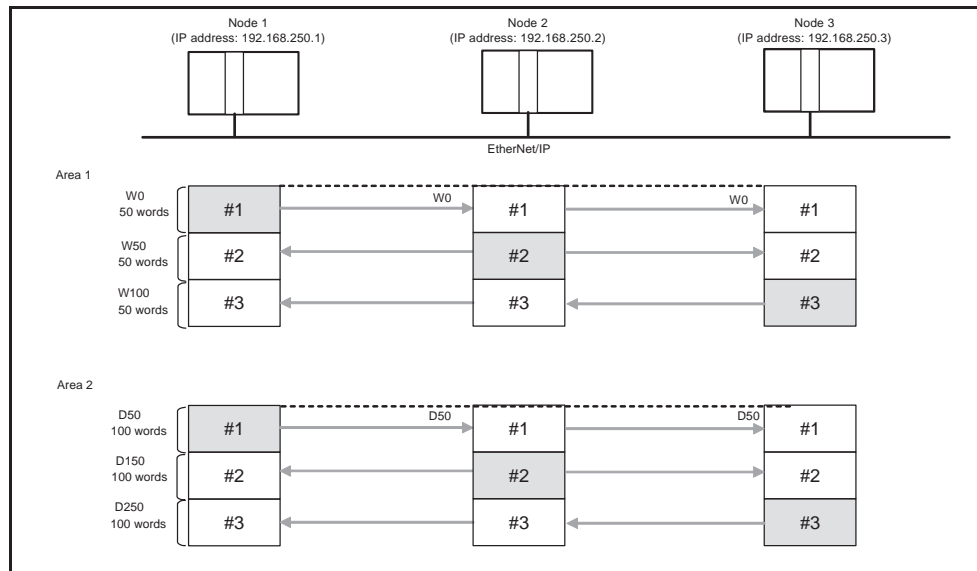 Node 1
(IP address: 192.168.250.1)
Node 2
(IP address: 192.168.250.2)
Node 3
(IP address: 192.168.250.3)
EtherNet/IP
Area 1
W0
50 words
#1
W0
#1
W0
#1
W50
50 words
#2
#2
#2
W100
50 words
#3
#3
#3
Area 2
D50
100 words
#1
D50
#1
D50
#1
D150
100 words
#2
#2
#2
D250
100 words
#3
#3
#3